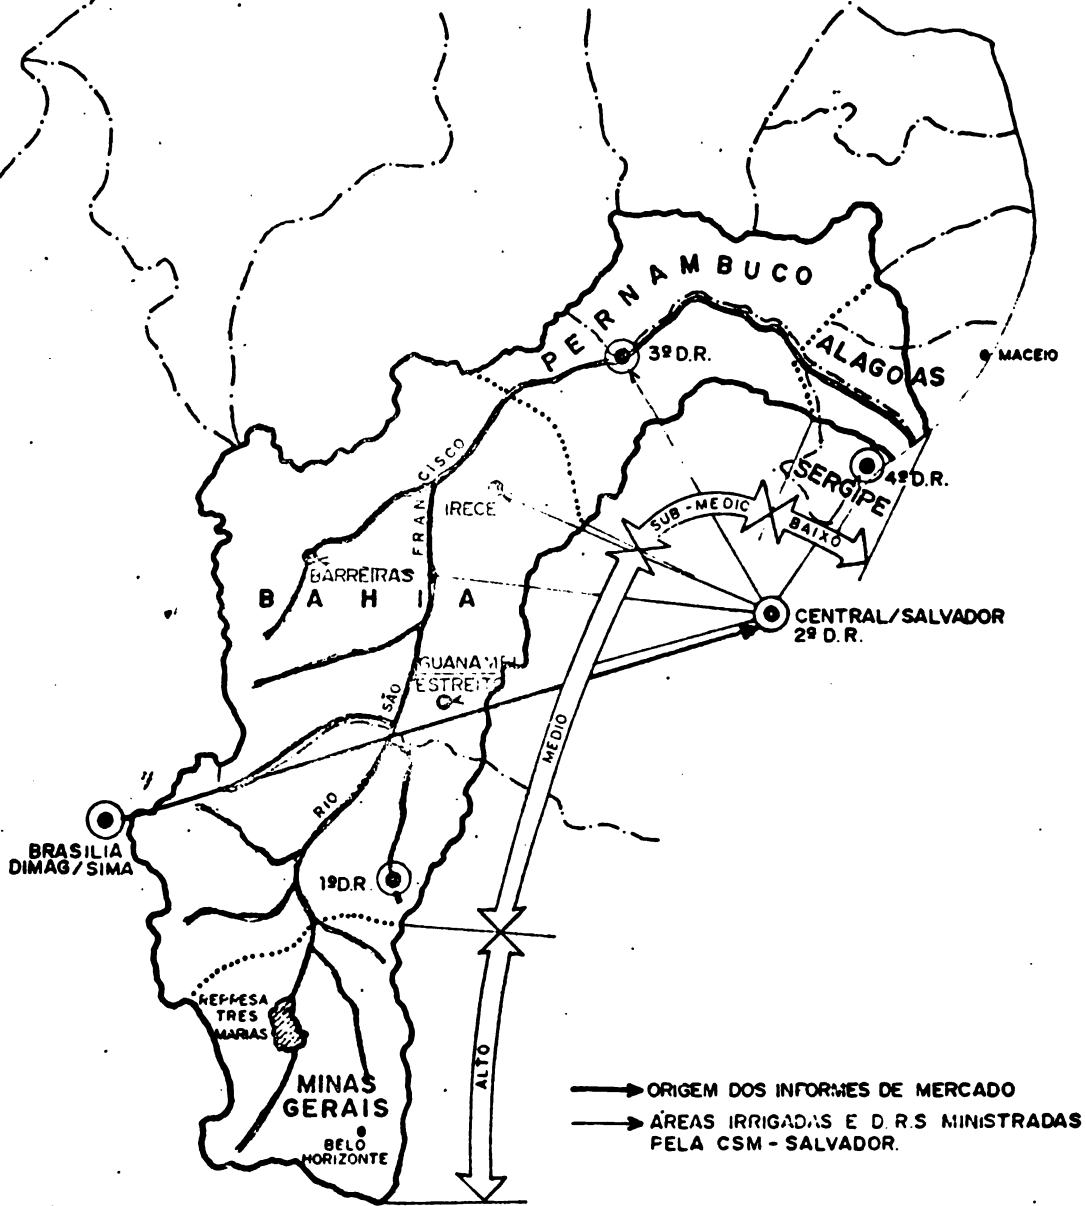 PERNAMBUCO
ALAGOAS
MACEIO
3º D.R.
SERGIPE
4º D.R.
SUB-MEDIO
BAIXO
FRANCISCO
IRECE
BARREIRAS
BAHIA
CENTRAL/SALVADOR
2º D.R.
ESTREITO
SÃO
MEDIO
RIO
BRASILIA
DIMAG/SIMA
1º D.R.
REPRESA
TRES
MARIAS
ALTO
MINAS
GERAIS
BELO
HORIZONTE
ORIGEM DOS INFORMES DE MERCADO
ÁREAS IRRIGADAS E D.R.S MINISTRADAS
PELA CSM - SALVADOR.